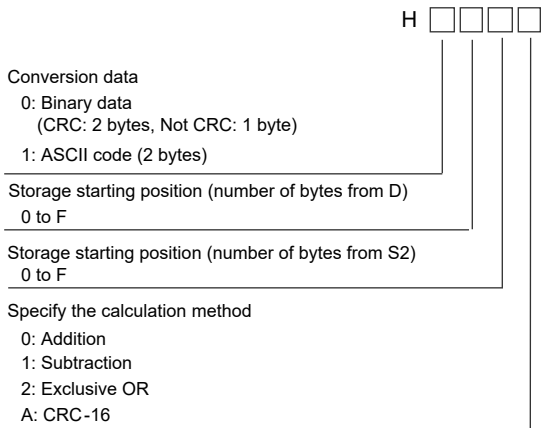 H
Conversion data
0: Binary data
(CRC: 2 bytes, Not CRC: 1 byte)
1: ASCII code (2 bytes)
Storage starting position (number of bytes from D)
0 to F
Storage starting position (number of bytes from S2)
0 to F
Specify the calculation method
0: Addition
1: Subtraction
2: Exclusive OR
A: CRC-16